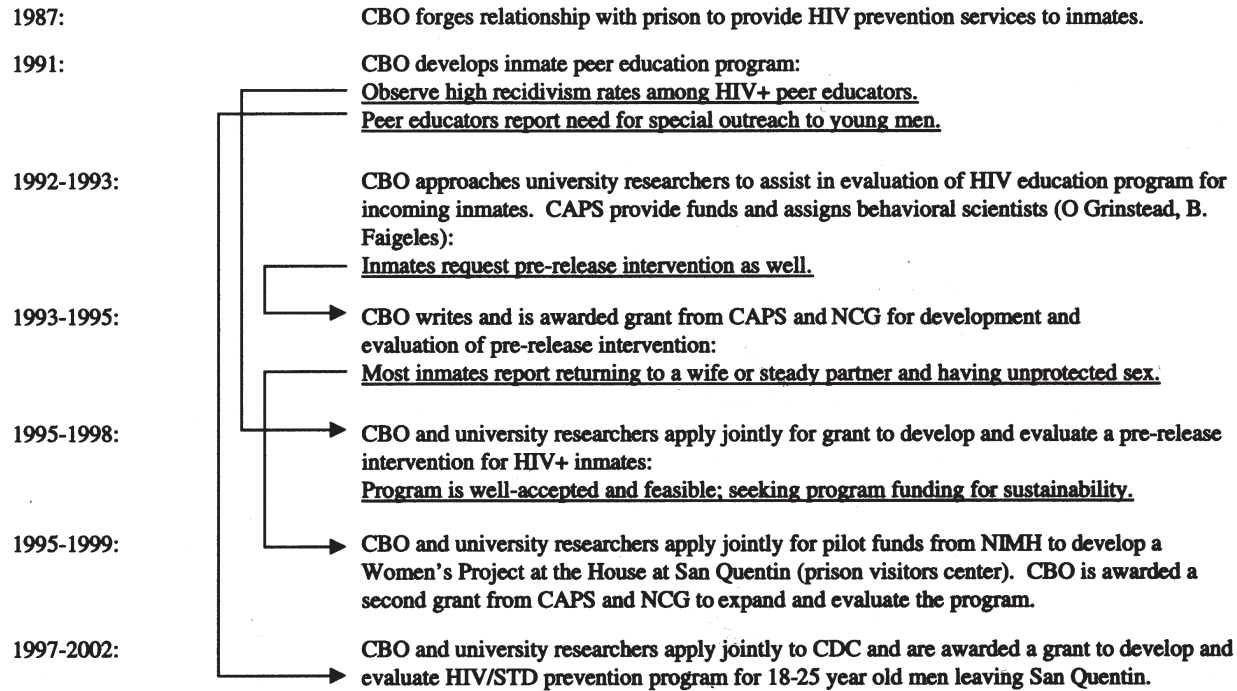 1987: CBO forges relationship with prison to provide HIV prevention services to inmates.
1991: CBO develops inmate peer education program:
Observe high recidivism rates among HIV+ peer educators.
Peer educators report need for special outreach to young men.
1992-1993: CBO approaches university researchers to assist in evaluation of HIV education program for
incoming inmates. CAPS provide funds and assigns behavioral scientists (O Grinstead, B.
Faigeles):
Inmates request pre-release intervention as well.
1993-1995: CBO writes and is awarded grant from CAPS and NCG for development and
evaluation of pre-release intervention:
Most inmates report returning to a wife or steady partner and having unprotected sex.
1995-1998: CBO and university researchers apply jointly for grant to develop and evaluate a pre-release
intervention for HIV+ inmates:
Program is well-accepted and feasible; seeking program funding for sustainability.
1995-1999: CBO and university researchers apply jointly for pilot funds from NIMH to develop a
Women's Project at the House at San Quentin (prison visitors center). CBO is awarded a
second grant from CAPS and NCG to expand and evaluate the program.
1997-2002: CBO and university researchers apply jointly to CDC and are awarded a grant to develop and
evaluate HIV/STD prevention program for 18-25 year old men leaving San Quentin.